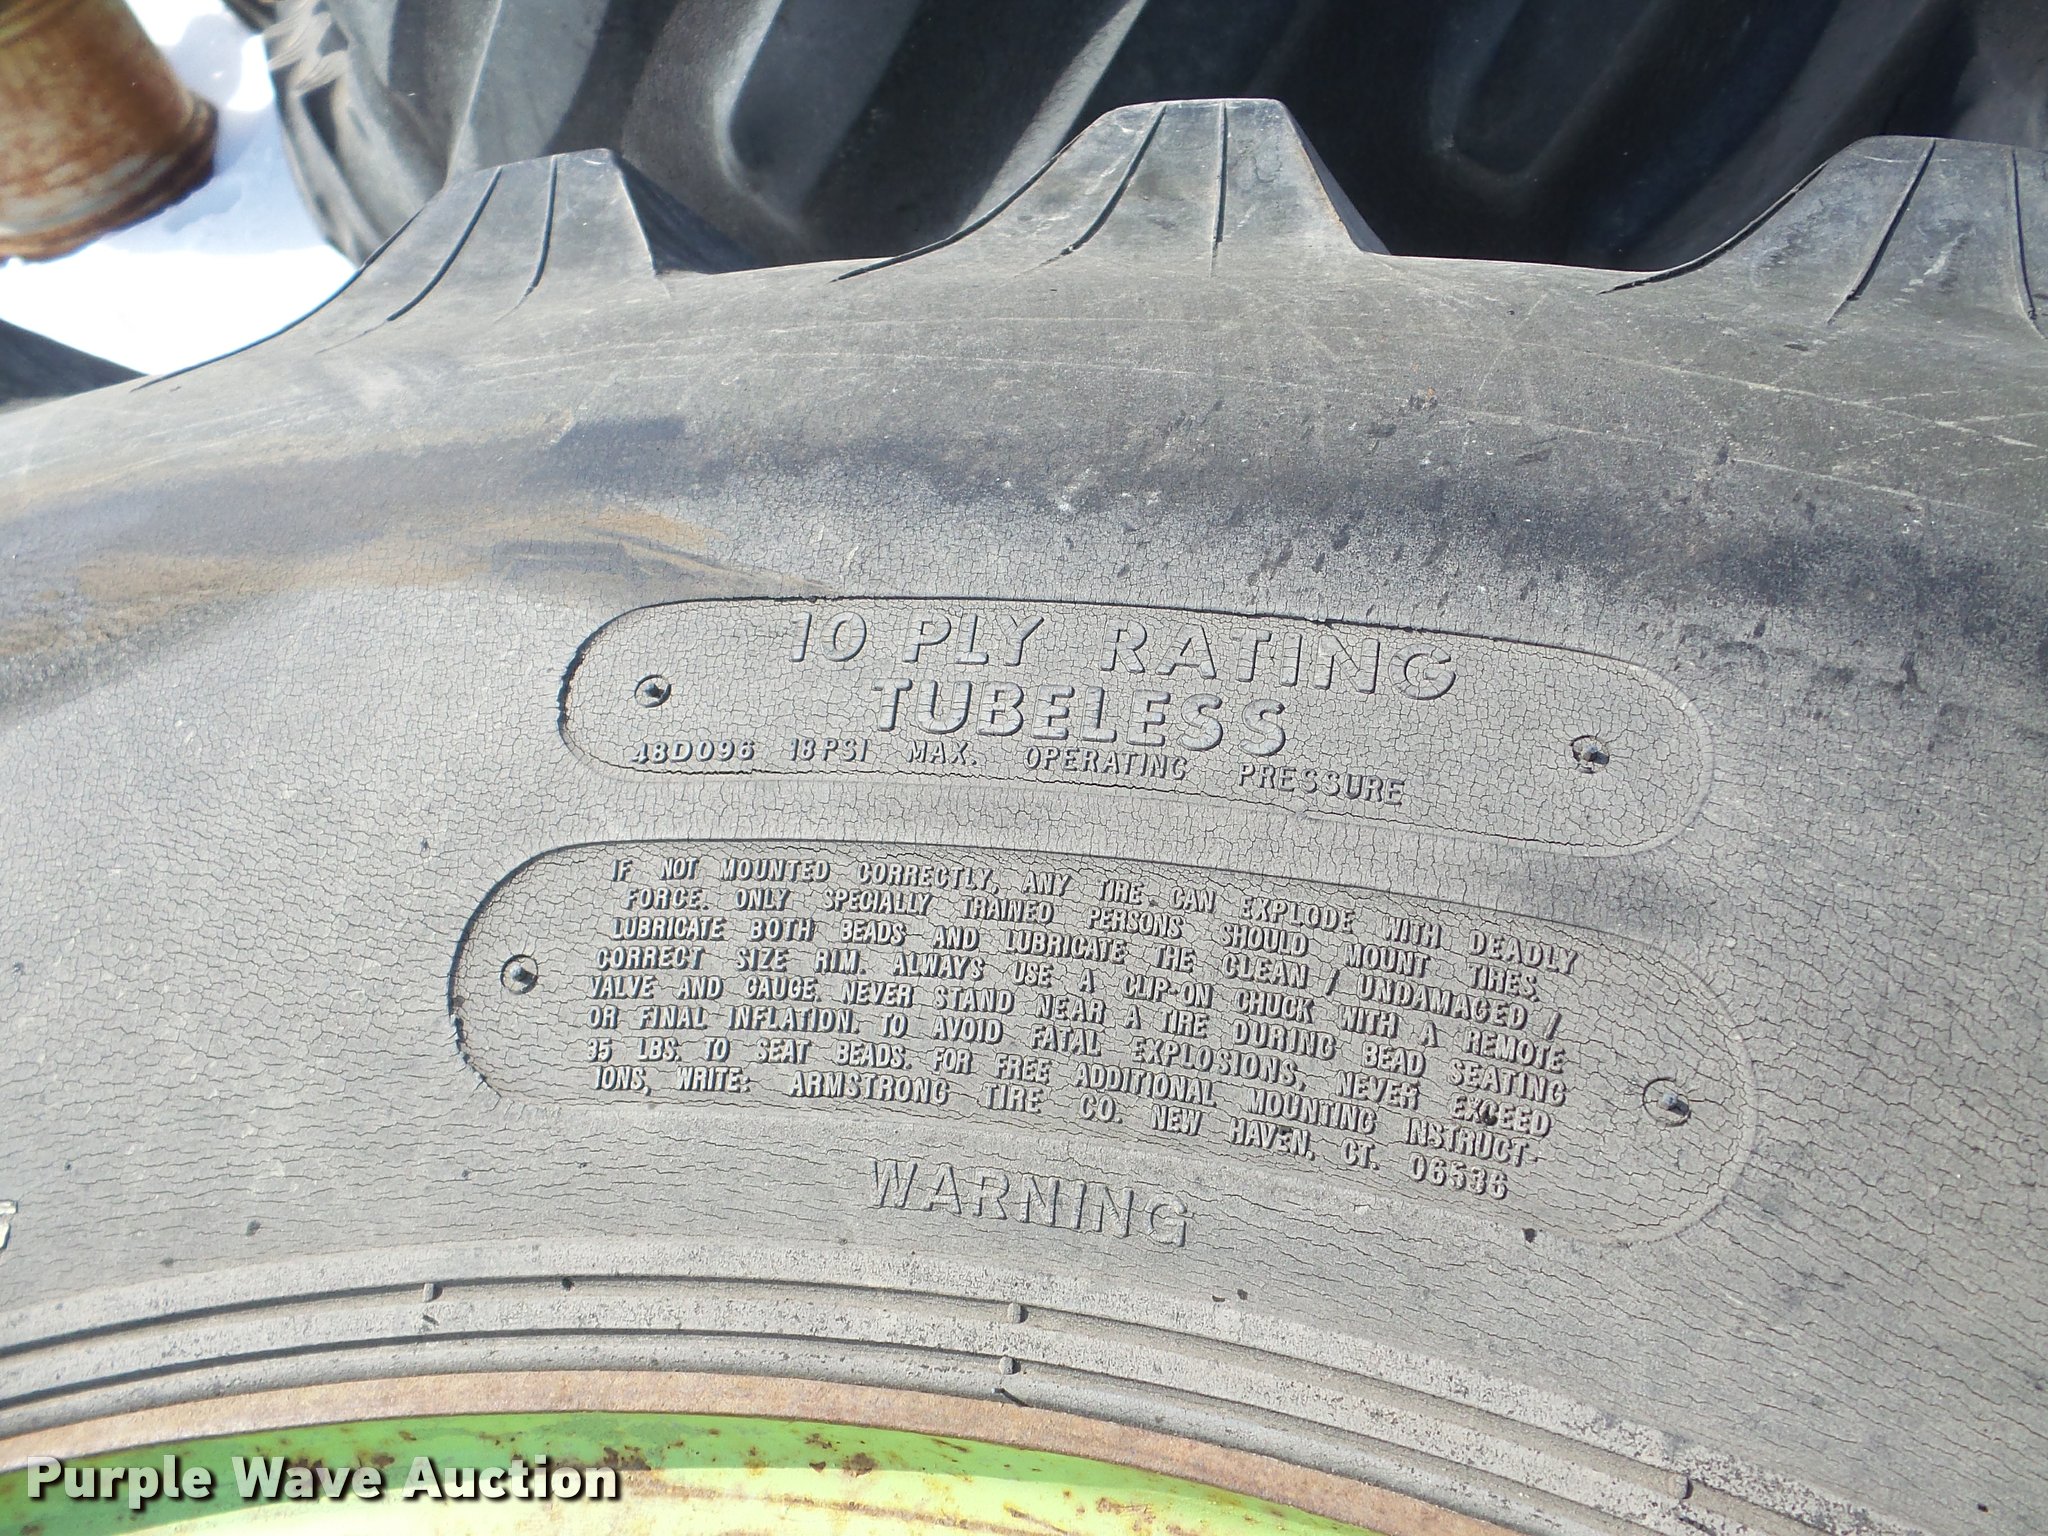 10 PLY RATING
TUBELESS
48D096 18PSI MAX. OPERATING PRESSURE
IF NOT MOUNTED CORRECTLY, ANY TIRE CAN EXPLODE WITH DEADLY
FORCE. ONLY SPECIALLY TRAINED PERSONS SHOULD MOUNT TIRES.
LUBRICATE BOTH BEADS AND LUBRICATE THE CLEAN / UNDAMAGED /
CORRECT SIZE RIM. ALWAYS USE A CLIP-ON CHUCK WITH A REMOTE
VALVE AND GAUGE. NEVER STAND NEAR A TIRE DURING BEAD SEATING
OR FINAL INFLATION. TO AVOID FATAL EXPLOSIONS, NEVER EXCEED
35 LBS. TO SEAT BEADS. FOR FREE ADDITIONAL MOUNTING INSTRUCT-
IONS, WRITE: ARMSTRONG TIRE CO. NEW HAVEN, CT. 06536
WARNING
Purple Wave Auction